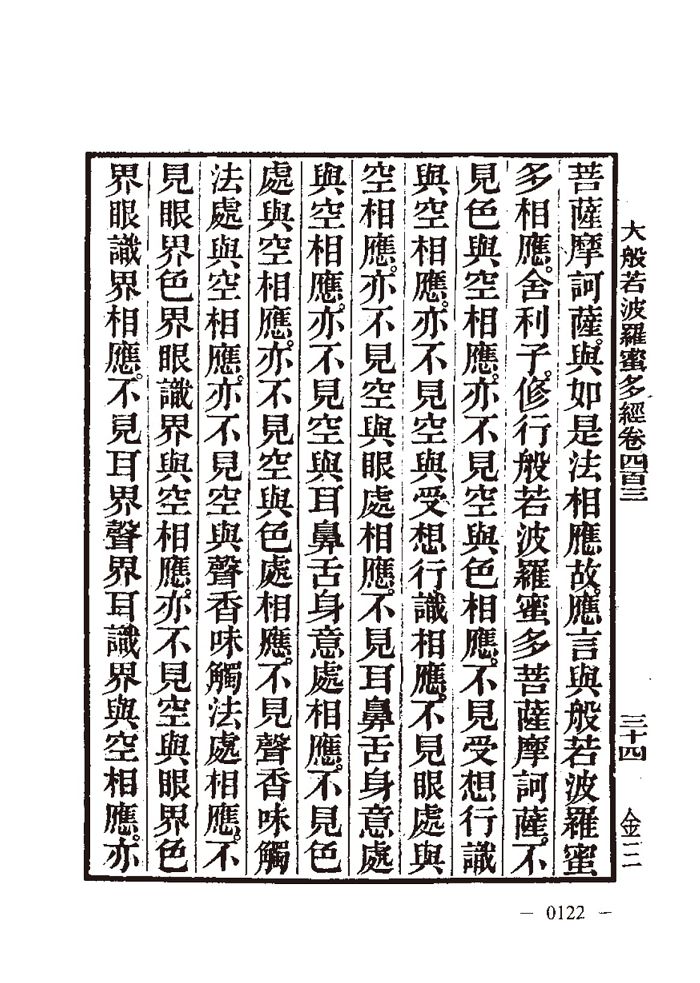 大般若波羅蜜多經卷四百三
三十四
金三
菩薩摩訶薩。與如是法相應故。應言與般若波羅蜜
多相應。舍利子。修行般若波羅蜜多菩薩摩訶薩。不
見色與空相應。亦不見空與色相應。不見受想行識
與空相應。亦不見空與受想行識相應。不見眼處與
空相應。亦不見空與眼處相應。不見耳鼻舌身意處
與空相應。亦不見空與耳鼻舌身意處相應。不見色
處與空相應。亦不見空與色處相應。不見聲香味觸
法處與空相應。亦不見空與聲香味觸法處相應。不
見眼界色界眼識界與空相應。亦不見空與眼界色
界眼識界相應。不見耳界聲界耳識界與空相應。亦
— 0122 —